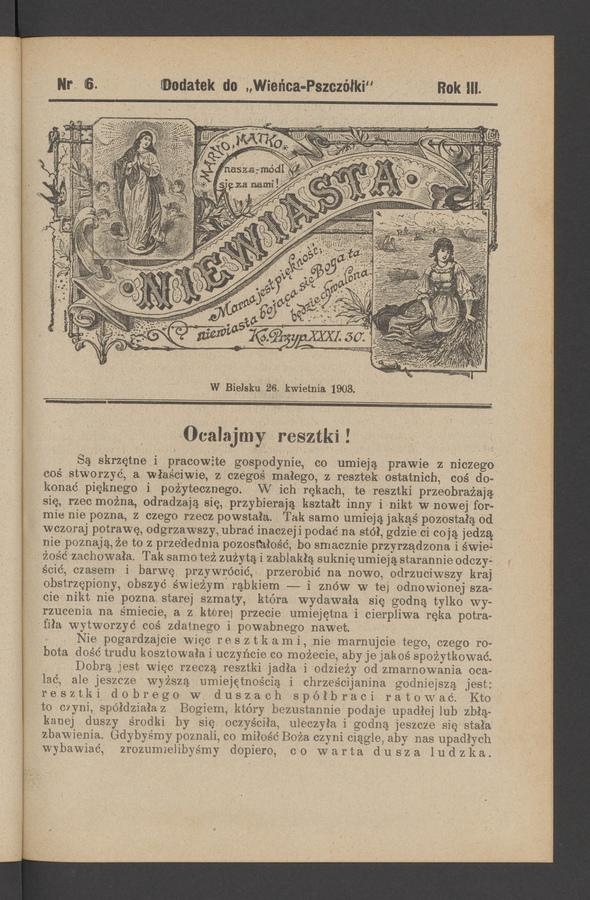 Nr 6. Dodatek do „Wieńca-Pszczółki" Rok III.
MARYO, MATKO
nasza, módl
się za nami!
NIEWIASTA
Marna jest piękność,
niewiasta bojąca się Boga ta
będzie chwalona.
Ks. Przyp. XXXI. 30.
W Bielsku 26. kwietnia 1903.
Ocalajmy resztki!
Są skrzętne i pracowite gospodynie, co umieją prawie z niczego
coś stworzyć, a właściwie, z czegoś małego, z resztek ostatnich, coś do-
konać pięknego i pożytecznego. W ich rękach, te resztki przeobrażają
się, rzec można, odradzają się, przybierają kształt inny i nikt w nowej for-
mie nie pozna, z czego rzecz powstała. Tak samo umieją jakąś pozostałą od
wczoraj potrawę, odgrzawszy, ubrać inaczej i podać na stół, gdzie ci co ją jedzą
nie poznają, że to z przedednia pozostałość, bo smacznie przyrządzona i świe-
żość zachowała. Tak samo też zużytą i zablakłą suknię umieją starannie odczy-
ścić, czasem i barwę przywrócić, przerobić na nowo, odrzuciwszy kraj
obstrzępiony, obszyć świeżym rąbkiem — i znów w tej odnowionej sza-
cie nikt nie pozna starej szmaty, która wydawała się godną tylko wy-
rzucenia na śmiecie, a z której przecie umiejętna i cierpliwa ręka potra-
fiła wytworzyć coś zdatnego i powabnego nawet.
Nie pogardzajcie więc resztkami, nie marnujcie tego, czego ro-
bota dość trudu kosztowała i uczyńcie co możecie, aby je jakoś spożytkować.
Dobrą jest więc rzeczą resztki jadła i odzieży od zmarnowania oca-
lać, ale jeszcze wyższą umiejętnością i chrześcijanina godniejszą jest:
resztki dobrego w duszach spółbraci ratować. Kto
to czyni, spółdziała z Bogiem, który bezustannie podaje upadłej lub zbłą-
kanej duszy środki by się oczyściła, uleczyła i godną jeszcze się stała
zbawienia. Gdybyśmy poznali, co miłość Boża czyni ciągle, aby nas upadłych
wybawiać, zrozumielibyśmy dopiero, co warta dusza ludzka.